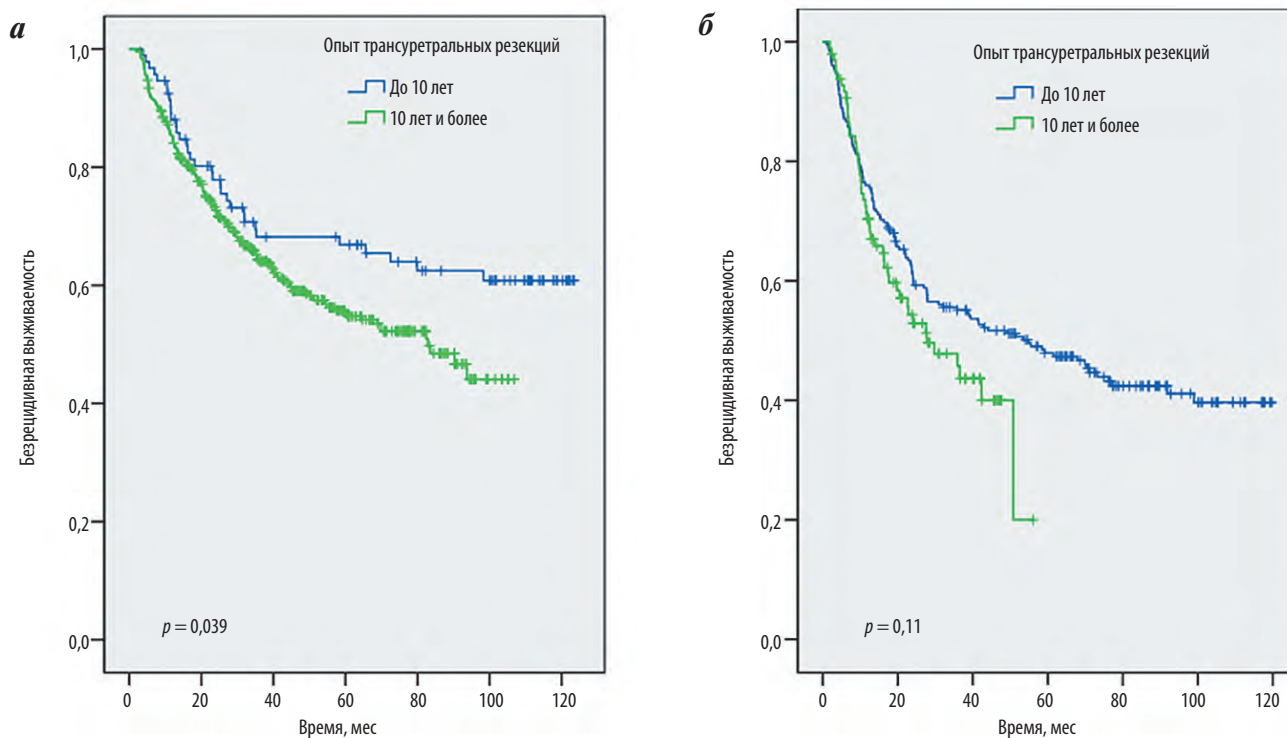 а
Опыт трансуретральных резекций
До 10 лет
10 лет и более
Безрецидивная выживаемость
1,0
0,8
0,6
0,4
0,2
0,0
p = 0,039
0 20 40 60 80 100 120
Время, мес
б
Опыт трансуретральных резекций
До 10 лет
10 лет и более
Безрецидивная выживаемость
1,0
0,8
0,6
0,4
0,2
0,0
p = 0,11
0 20 40 60 80 100 120
Время, мес